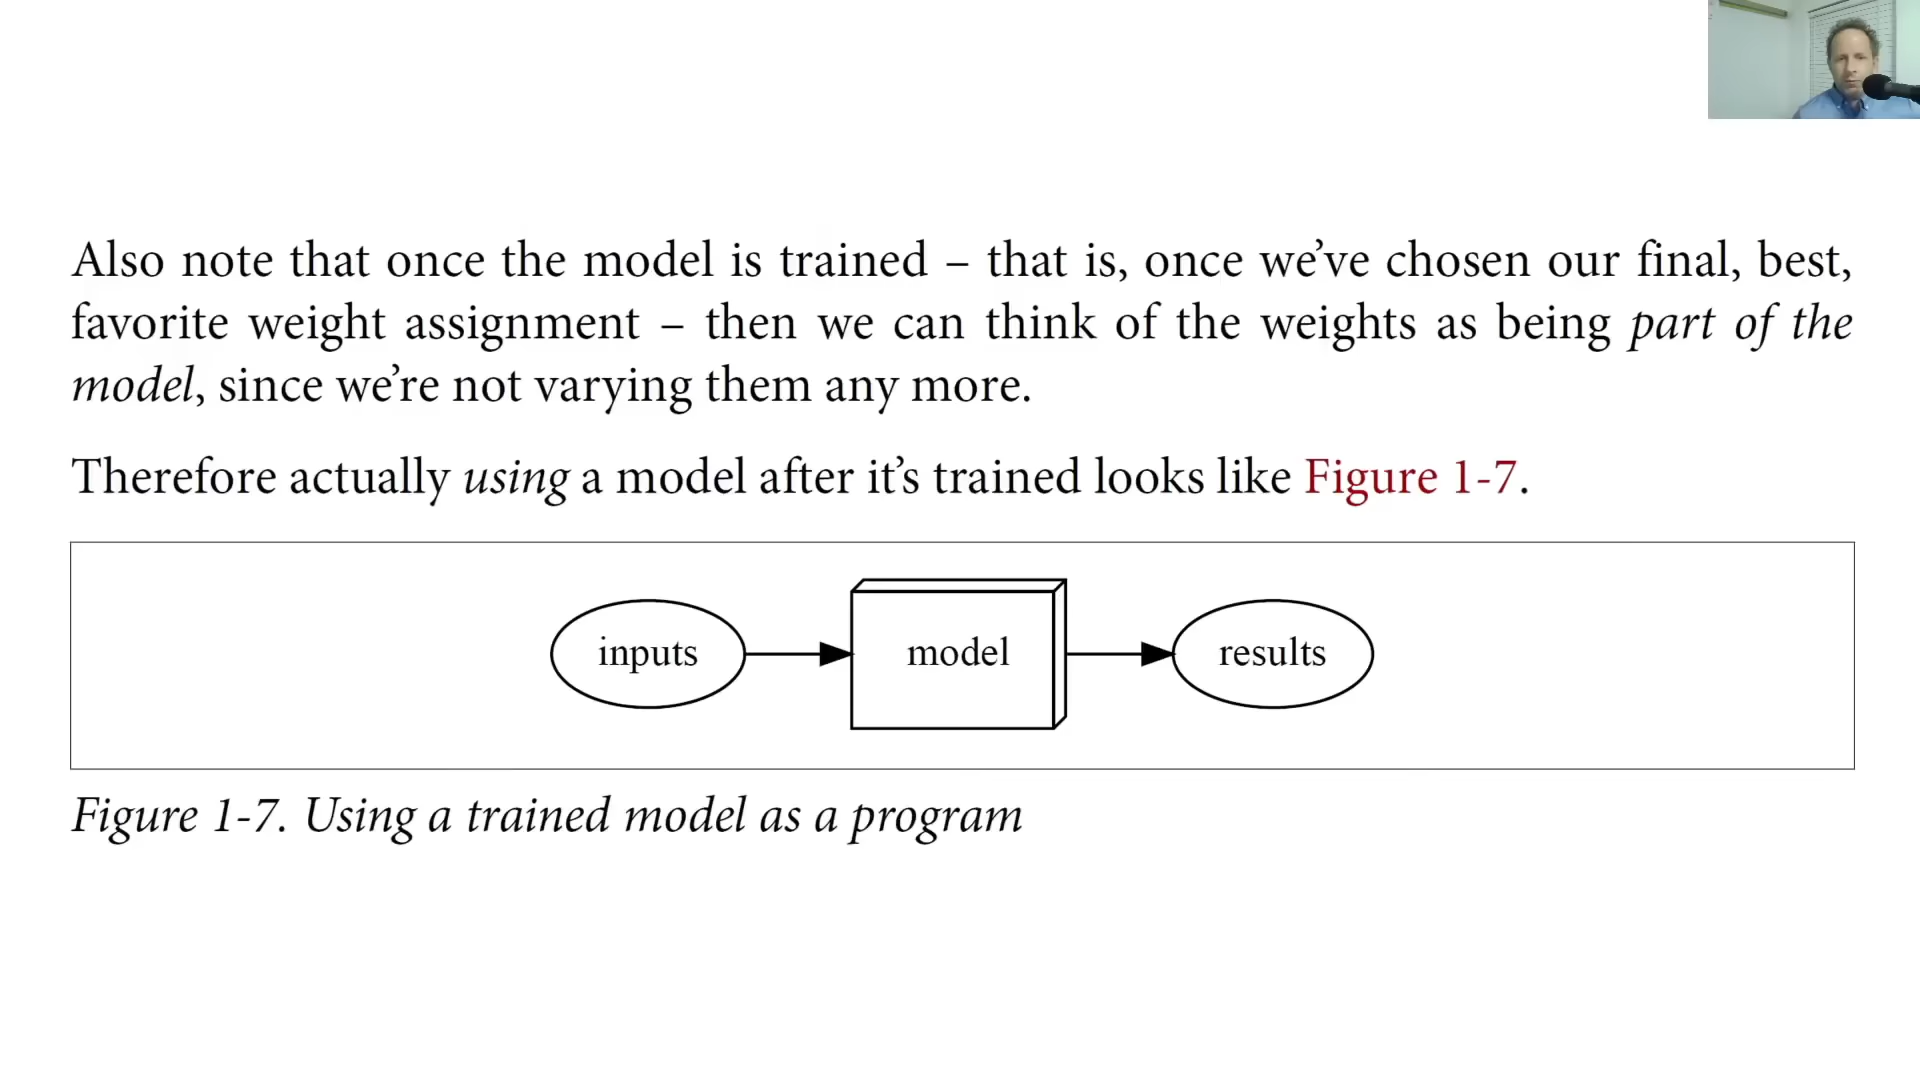 Also note that once the model is trained – that is, once we’ve chosen our final, best,
favorite weight assignment – then we can think of the weights as being part of the
model, since we’re not varying them any more.
Therefore actually using a model after it’s trained looks like Figure 1-7.
inputs
model
results
Figure 1-7. Using a trained model as a program